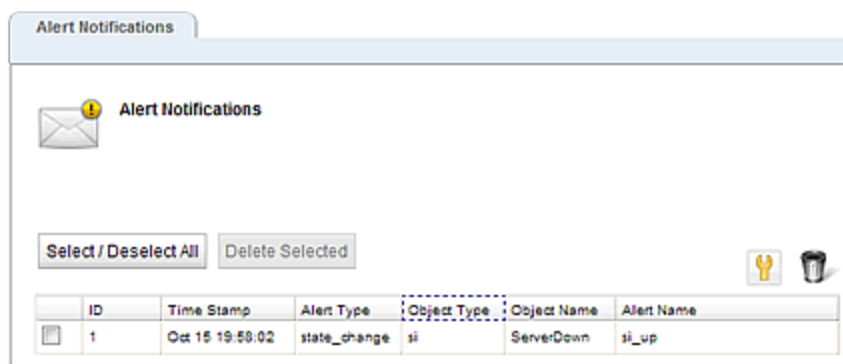 Alert Notifications
Alert Notifications
Select / Deselect All Delete Selected
ID Time Stamp Alert Type Object Type Object Name Alert Name
1 Oct 15 19:58:02 state_change si ServerDown si_up